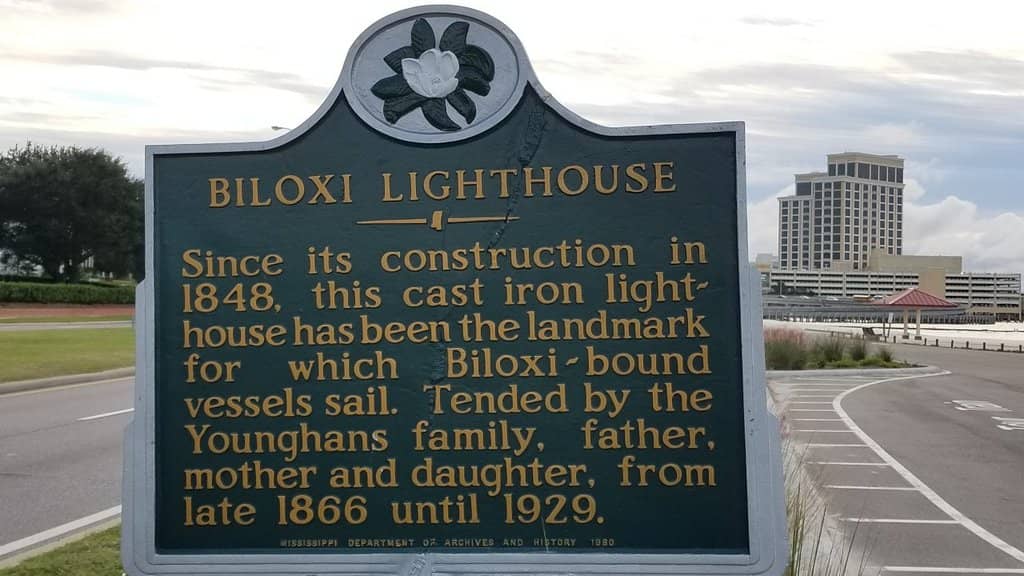 BILOXI LIGHTHOUSE
Since its construction in
1848, this cast iron light-
house has been the landmark
for which Biloxi-bound
vessels sail. Tended by the
Younghans family, father,
mother and daughter, from
late 1866 until 1929.
MISSISSIPPI DEPARTMENT OF ARCHIVES AND HISTORY 1980